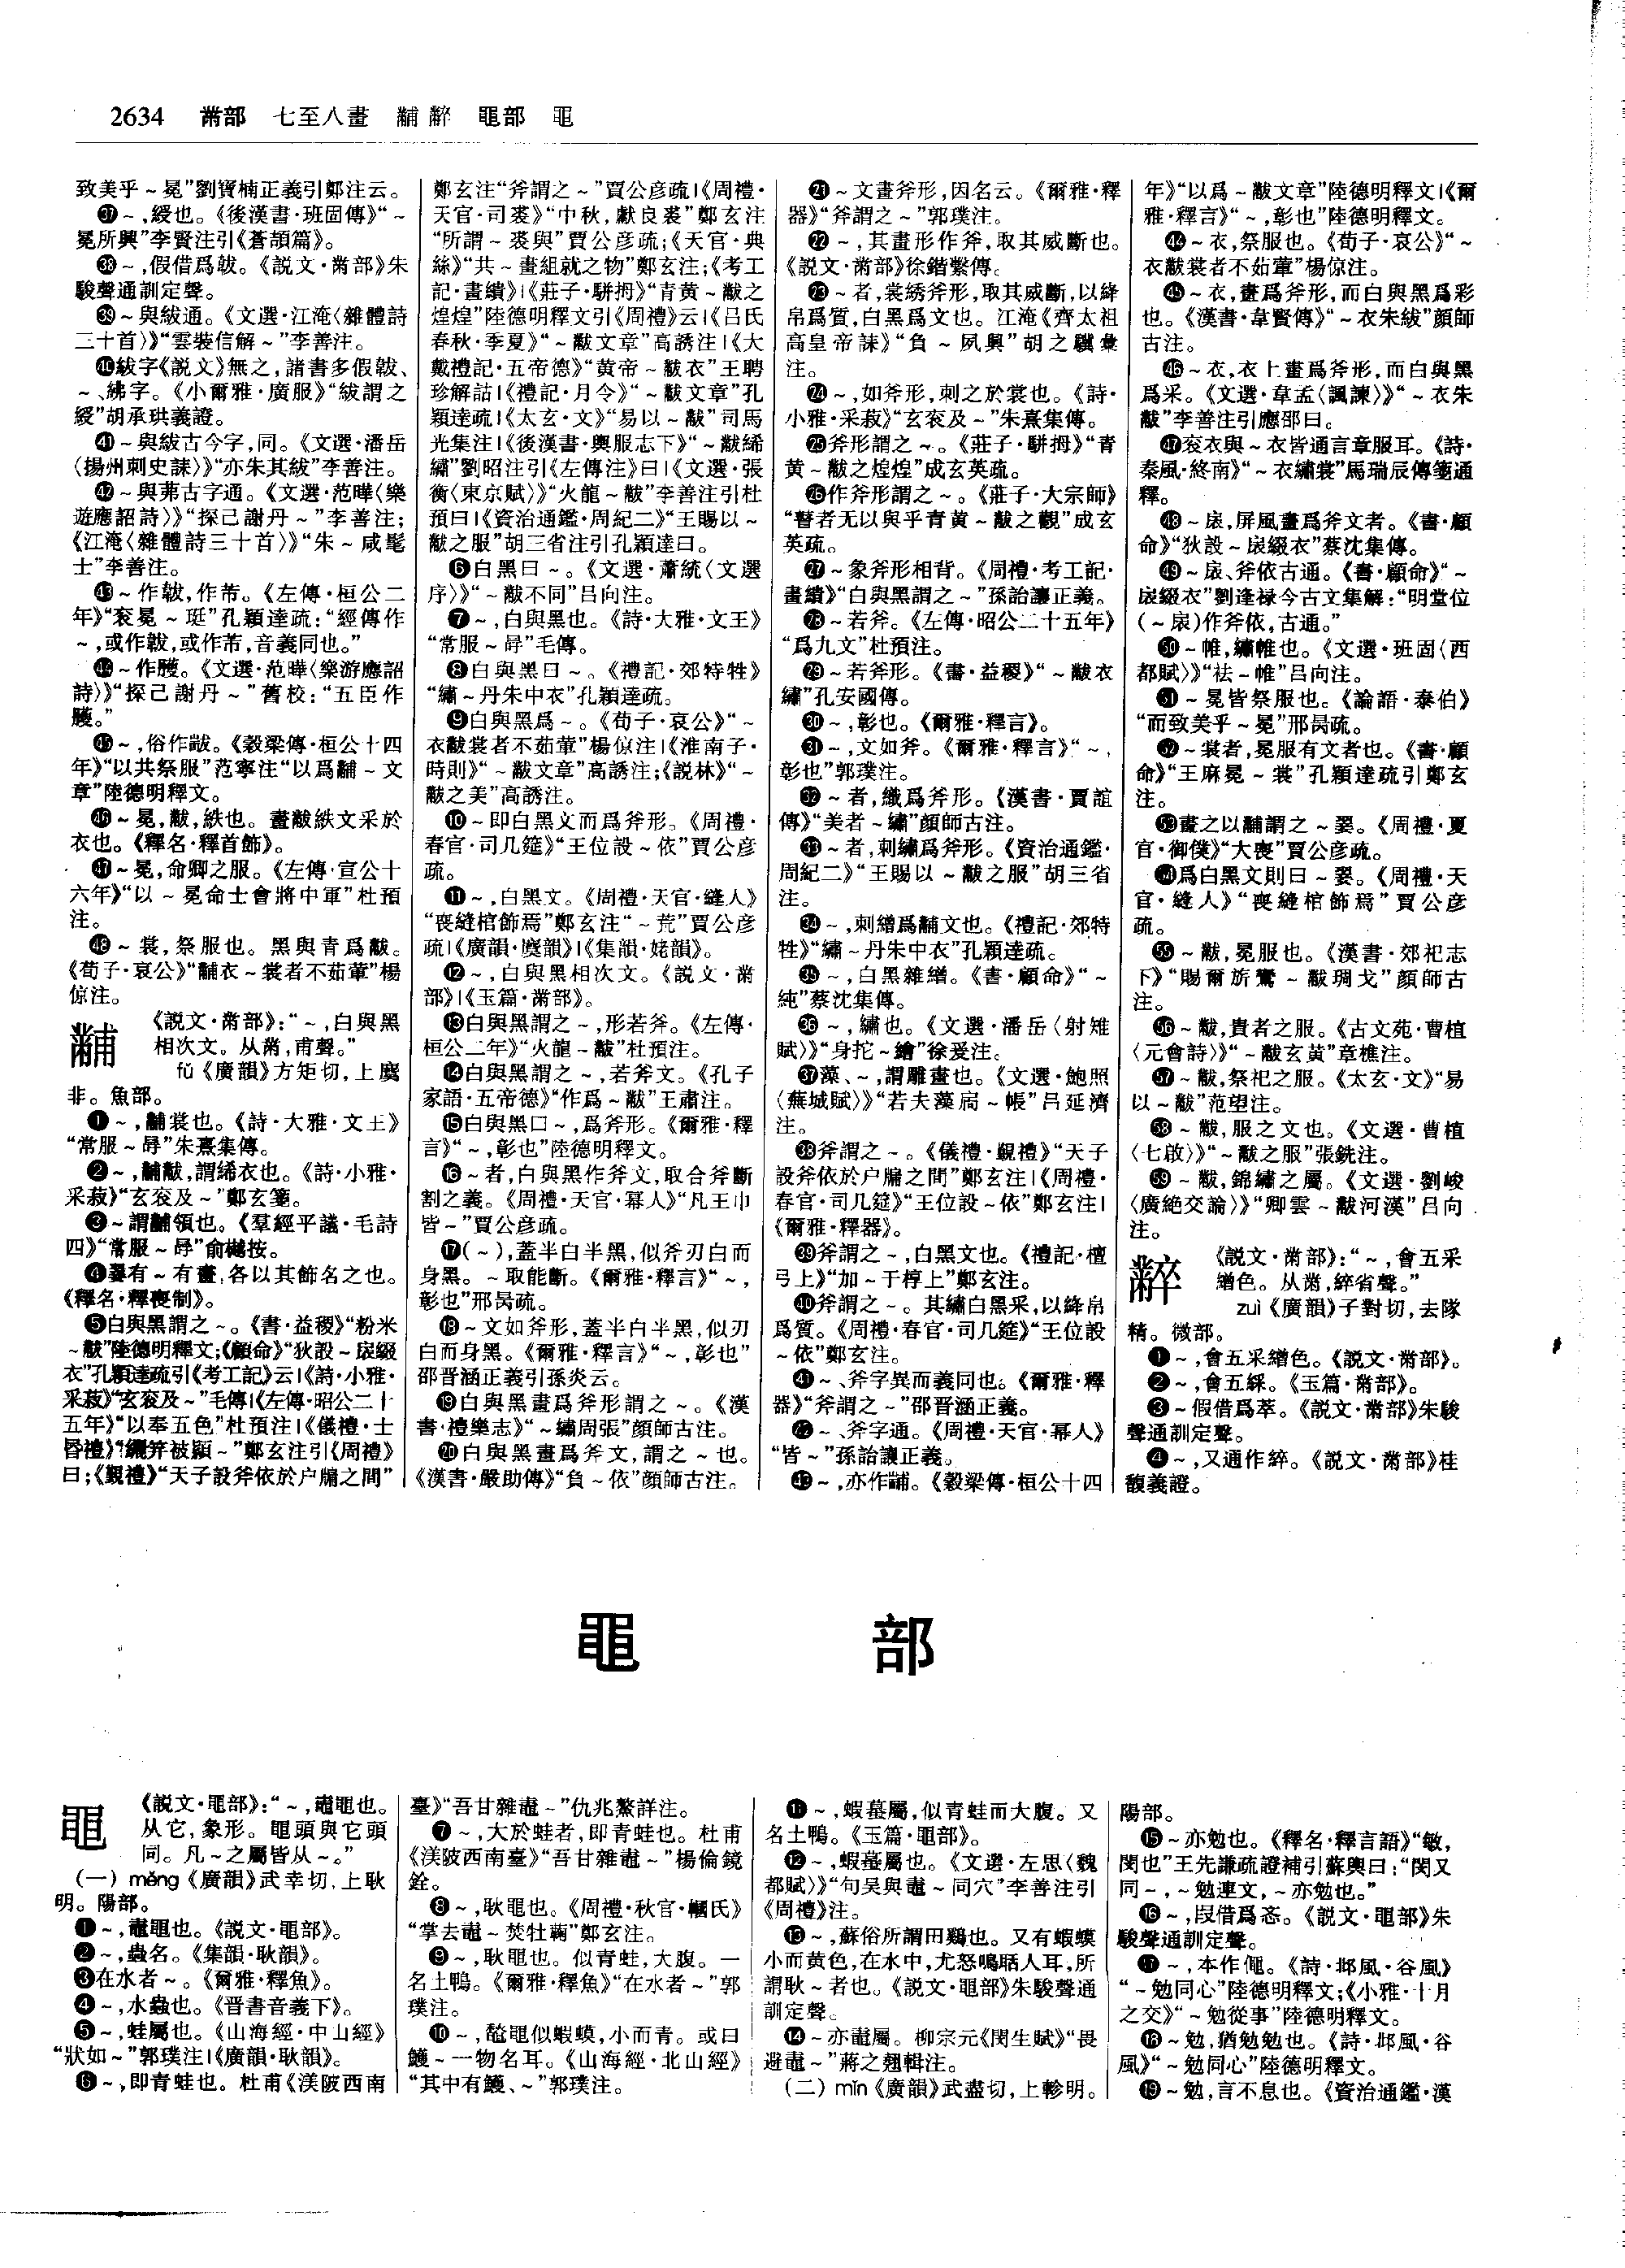 2634 黹部 七至八畫 黼 黺 黽部 黽
致美乎～冕”劉寶楠正義引鄭注云。
㊲～,綬也。《後漢書·班固傳》“～
冕所興”李賢注引《蒼頡篇》。
㊳～,假借爲韍。《説文·黹部》朱
駿聲通訓定聲。
㊴～與紱通。《文選·江淹〈雜體詩
三十首〉》“雲裝信解～”李善注。
㊵紱字《説文》無之,諸書多假韍、
～、紼字。《小爾雅·廣服》“紱謂之
綬”胡承珙義證。
㊶～與紱古今字,同。《文選·潘岳
〈揚州刺史誄〉》“亦朱其紱”李善注。
㊷～與茀古字通。《文選·范曄〈樂
遊應詔詩〉》“探己謝丹～”李善注;
《江淹〈雜體詩三十首〉》“朱～咸髦
士”李善注。
㊸～作韍,作芾。《左傳·桓公二
年》“衮冕～珽”孔穎達疏:“經傳作
～,或作韍,或作芾,音義同也。”
㊹～作雘。《文選·范曄〈樂游應詔
詩〉》“探己謝丹～”舊校:“五臣作
雘。”
㊺～,俗作黻。《穀梁傳·桓公十四
年》“以共祭服”范寧注“以爲黼～文
章”陸德明釋文。
㊻～冕,黻,紩也。畫黻紩文采於
衣也。《釋名·釋首飾》。
㊼～冕,命卿之服。《左傳·宣公十
六年》“以～冕命士會將中軍”杜預
注。
㊽～裳,祭服也。黑與青爲黻。
《荀子·哀公》“黼衣～裳者不茹葷”楊
倞注。
黼 《説文·黹部》:“～,白與黑
相次文。从黹,甫聲。”
fǔ《廣韻》方矩切,上麌
非。魚部。
❶～,黼裳也。《詩·大雅·文王》
“常服～冔”朱熹集傳。
❷～,黼黻,謂絺衣也。《詩·小雅·
采菽》“玄衮及～”鄭玄箋。
❸～謂黼領也。《羣經平議·毛詩
四》“常服～冔”俞樾按。
❹翣有～有畫,各以其飾名之也。
《釋名·釋喪制》。
❺白與黑謂之～。《書·益稷》“粉米
～黻”陸德明釋文;《顧命》“狄設～扆綴
衣”孔穎達疏引《考工記》云|《詩·小雅·
采菽》“玄衮及～”毛傳|《左傳·昭公二十
五年》“以奉五色”杜預注|《儀禮·士
昏禮》“纚笄被穎～”鄭玄注引《周禮》
曰;《覲禮》“天子設斧依於户牖之間”
鄭玄注“斧謂之～”賈公彦疏|《周禮·
天官·司裘》“中秋,獻良裘”鄭玄注
“所謂～裘與”賈公彦疏;《天官·典
絲》“共～畫組就之物”鄭玄注;《考工
記·畫繢》|《莊子·駢拇》“青黄～黻之
煌煌”陸德明釋文引《周禮》云|《吕氏
春秋·季夏》“～黻文章”高誘注|《大
戴禮記·五帝德》“黄帝～黻衣”王聘
珍解詁|《禮記·月令》“～黻文章”孔
穎達疏|《太玄·文》“易以～黻”司馬
光集注|《後漢書·輿服志下》“～黻絺
繡”劉昭注引《左傳注》曰|《文選·張
衡〈東京賦〉》“火龍～黻”李善注引杜
預曰|《資治通鑑·周紀二》“王賜以～
黻之服”胡三省注引孔穎達曰。
❻白黑曰～。《文選·蕭統〈文選
序〉》“～黻不同”吕向注。
❼～,白與黑也。《詩·大雅·文王》
“常服～冔”毛傳。
❽白與黑曰～。《禮記·郊特牲》
“繡～丹朱中衣”孔穎達疏。
❾白與黑爲～。《荀子·哀公》“～
衣黻裳者不茹葷”楊倞注|《淮南子·
時則》“～黻文章”高誘注;《説林》“～
黻之美”高誘注。
❿～即白黑文而爲斧形。《周禮·
春官·司几筵》“王位設～依”賈公彦
疏。
⓫～,白黑文。《周禮·天官·縫人》
“喪縫棺飾焉”鄭玄注“～荒”賈公彦
疏|《廣韻·麌韻》|《集韻·姥韻》。
⓬～,白與黑相次文。《説文·黹
部》|《玉篇·黹部》。
⓭白與黑謂之～,形若斧。《左傳·
桓公二年》“火龍～黻”杜預注。
⓮白與黑謂之～,若斧文。《孔子
家語·五帝德》“作爲～黻”王肅注。
⓯白與黑曰～,爲斧形。《爾雅·釋
言》“～,彰也”陸德明釋文。
⓰～者,白與黑作斧文,取合斧斷
割之義。《周禮·天官·冪人》“凡王巾
皆～”賈公彦疏。
⓱(～),蓋半白半黑,似斧刃白而
身黑。～取能斷。《爾雅·釋言》“～,
彰也”邢昺疏。
⓲～文如斧形,蓋半白半黑,似刃
白而身黑。《爾雅·釋言》“～,彰也”
邵晋涵正義引孫炎云。
⓳白與黑畫爲斧形謂之～。《漢
書·禮樂志》“～繡周張”顔師古注。
⓴白與黑畫爲斧文,謂之～也。
《漢書·嚴助傳》“負～依”顔師古注。
㉑～文畫斧形,因名云。《爾雅·釋
器》“斧謂之～”郭璞注。
㉒～,其畫形作斧,取其威斷也。
《説文·黹部》徐鍇繫傳。
㉓～者,裳綉斧形,取其威斷,以絳
帛爲質,白黑爲文也。江淹《齊太祖
高皇帝誄》“負～夙興”胡之驥彙
注。
㉔～,如斧形,刺之於裳也。《詩·
小雅·采菽》“玄衮及～”朱熹集傳。
㉕斧形謂之～。《莊子·駢拇》“青
黄～黻之煌煌”成玄英疏。
㉖作斧形謂之～。《莊子·大宗師》
“瞽者无以與乎青黄～黻之觀”成玄
英疏。
㉗～象斧形相背。《周禮·考工記·
畫繢》“白與黑謂之～”孫詒讓正義。
㉘～若斧。《左傳·昭公二十五年》
“爲九文”杜預注。
㉙～若斧形。《書·益稷》“～黻衣
繡”孔安國傳。
㉚～,彰也。《爾雅·釋言》。
㉛～,文如斧。《爾雅·釋言》“～,
彰也”郭璞注。
㉜～者,織爲斧形。《漢書·賈誼
傳》“美者～繡”顔師古注。
㉝～者,刺繡爲斧形。《資治通鑑·
周紀二》“王賜以～黻之服”胡三省
注。
㉞～,刺繒爲黼文也。《禮記·郊特
牲》“繡～丹朱中衣”孔穎達疏。
㉟～,白黑雜繒。《書·顧命》“～
純”蔡沈集傳。
㊱～,繡也。《文選·潘岳〈射雉
賦〉》“身挓～繪”徐爰注。
㊲藻、～,謂雕畫也。《文選·鮑照
〈蕪城賦〉》“若夫藻扃～帳”吕延濟
注。
㊳斧謂之～。《儀禮·覲禮》“天子
設斧依於户牖之間”鄭玄注|《周禮·
春官·司几筵》“王位設～依”鄭玄注|
《爾雅·釋器》。
㊴斧謂之～,白黑文也。《禮記·檀
弓上》“加～于椁上”鄭玄注。
㊵斧謂之～。其繡白黑采,以絳帛
爲質。《周禮·春官·司几筵》“王位設
～依”鄭玄注。
㊶～、斧字異而義同也。《爾雅·釋
器》“斧謂之～”邵晋涵正義。
㊷～、斧字通。《周禮·天官·冪人》
“皆～”孫詒讓正義。
㊸～,亦作䩉。《穀梁傳·桓公十四
年》“以爲～黻文章”陸德明釋文|《爾
雅·釋言》“～,彰也”陸德明釋文。
㊹～衣,祭服也。《荀子·哀公》“～
衣黻裳者不茹葷”楊倞注。
㊺～衣,畫爲斧形,而白與黑爲彩
也。《漢書·韋賢傳》“～衣朱紱”顔師
古注。
㊻～衣,衣上畫爲斧形,而白與黑
爲采。《文選·韋孟〈諷諫〉》“～衣朱
黻”李善注引應邵曰。
㊼衮衣與～衣皆通言章服耳。《詩·
秦風·終南》“～衣繡裳”馬瑞辰傳箋通
釋。
㊽～扆,屏風畫爲斧文者。《書·顧
命》“狄設～扆綴衣”蔡沈集傳。
㊾～扆、斧依古通。《書·顧命》“～
扆綴衣”劉逢禄今古文集解:“明堂位
(～扆)作斧依,古通。”
㊿～帷,繡帷也。《文選·班固〈西
都賦〉》“祛～帷”吕向注。
51～冕皆祭服也。《論語·泰伯》
“而致美乎～冕”邢昺疏。
52～裳者,冕服有文者也。《書·顧
命》“王麻冕～裳”孔穎達疏引鄭玄
注。
53畫之以黼謂之～翣。《周禮·夏
官·御僕》“大喪”賈公彦疏。
54爲白黑文則曰～翣。《周禮·天
官·縫人》“喪縫棺飾焉”賈公彦
疏。
55～黻,冕服也。《漢書·郊祀志
下》“賜爾旂鸞～黻琱戈”顔師古
注。
56～黻,貴者之服。《古文苑·曹植
〈元會詩〉》“～黻玄黄”章樵注。
57～黻,祭祀之服。《太玄·文》“易
以～黻”范望注。
58～黻,服之文也。《文選·曹植
〈七啟〉》“～黻之服”張銑注。
59～黻,錦繡之屬。《文選·劉峻
〈廣絶交論〉》“卿雲～黻河漢”吕向
注。
《説文·黹部》:“～,會五采
繒色。从黹,綷省聲。”
zuì《廣韻》子對切,去隊
精。微部。
❶～,會五采繒色。《説文·黹部》。
❷～,會五綵。《玉篇·黹部》。
❸～假借爲萃。《説文·黹部》朱駿
聲通訓定聲。
❹～,又通作綷。《説文·黹部》桂
馥義證。
黽 部
黽 《説文·黽部》:“～,鼃黽也。
从它,象形。黽頭與它頭
同。凡～之屬皆从～。”
(一)měng《廣韻》武幸切,上耿
明。陽部。
❶～,鼃黽也。《説文·黽部》。
❷～,蟲名。《集韻·耿韻》。
❸在水者～。《爾雅·釋魚》。
❹～,水蟲也。《晋書音義下》。
❺～,蛙屬也。《山海經·中山經》
“狀如～”郭璞注|《廣韻·耿韻》。
❻～,即青蛙也。杜甫《渼陂西南
臺》“吾甘雜鼃～”仇兆鰲詳注。
❼～,大於蛙者,即青蛙也。杜甫
《渼陂西南臺》“吾甘雜鼃～”楊倫鏡
銓。
❽～,耿黽也。《周禮·秋官·蟈氏》
“掌去鼃～焚牡蘜”鄭玄注。
❾～,耿黽也。似青蛙,大腹。一
名土鴨。《爾雅·釋魚》“在水者～”郭
璞注。
❿～,𪓰黽似蝦蟆,小而青。或曰
鱯～一物名耳。《山海經·北山經》
“其中有鱯、～”郭璞注。
⓫～,蝦蟇屬,似青蛙而大腹。又
名土鴨。《玉篇·黽部》。
⓬～,蝦蟇屬也。《文選·左思〈魏
都賦〉》“句吴與鼃～同穴”李善注引
《周禮》注。
⓭～,蘇俗所謂田鷄也。又有蝦蟆
小而黄色,在水中,尤怒鳴聒人耳,所
謂耿～者也。《説文·黽部》朱駿聲通
訓定聲。
⓮～亦鼃屬。柳宗元《閔生賦》“畏
避鼃～”蔣之翹輯注。
(二)mǐn《廣韻》武盡切,上軫明。
陽部。
⓯～亦勉也。《釋名·釋言語》“敏,
閔也”王先謙疏證補引蘇輿曰:“閔又
同～,～勉連文,～亦勉也。”
⓰～,叚借爲忞。《説文·黽部》朱
駿聲通訓定聲。
⓱～,本作僶。《詩·邶風·谷風》
“～勉同心”陸德明釋文;《小雅·十月
之交》“～勉從事”陸德明釋文。
⓲～勉,猶勉勉也。《詩·邶風·谷
風》“～勉同心”陸德明釋文。
⓳～勉,言不息也。《資治通鑑·漢